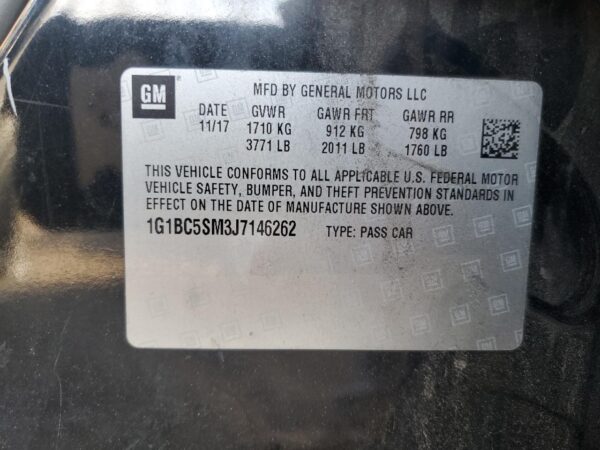 GM
MFD BY GENERAL MOTORS LLC
DATE GVWR GAWR FRT GAWR RR
11/17 1710 KG 912 KG 798 KG
3771 LB 2011 LB 1760 LB
THIS VEHICLE CONFORMS TO ALL APPLICABLE U.S. FEDERAL MOTOR
VEHICLE SAFETY, BUMPER, AND THEFT PREVENTION STANDARDS IN
EFFECT ON THE DATE OF MANUFACTURE SHOWN ABOVE.
1G1BC5SM3J7146262 TYPE: PASS CAR